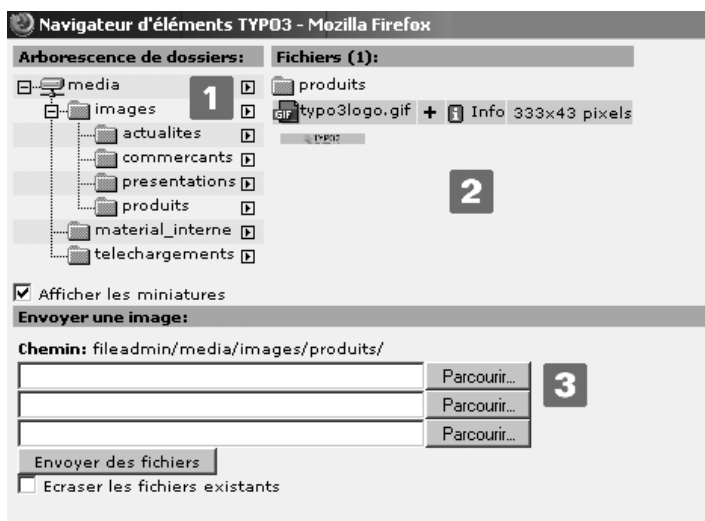 Navigateur d'éléments TYPO3 - Mozilla Firefox
Arborescence de dossiers:
media
1
images
actualites
commercants
presentations
produits
material_interne
telechargements
Fichiers (1):
produits
GIF typo3logo.gif + Info 333x43 pixels
TYPO3
2
Afficher les miniatures
Envoyer une image:
Chemin: fileadmin/media/images/produits/
Parcourir...
Parcourir...
Parcourir...
3
Envoyer des fichiers
Ecraser les fichiers existants